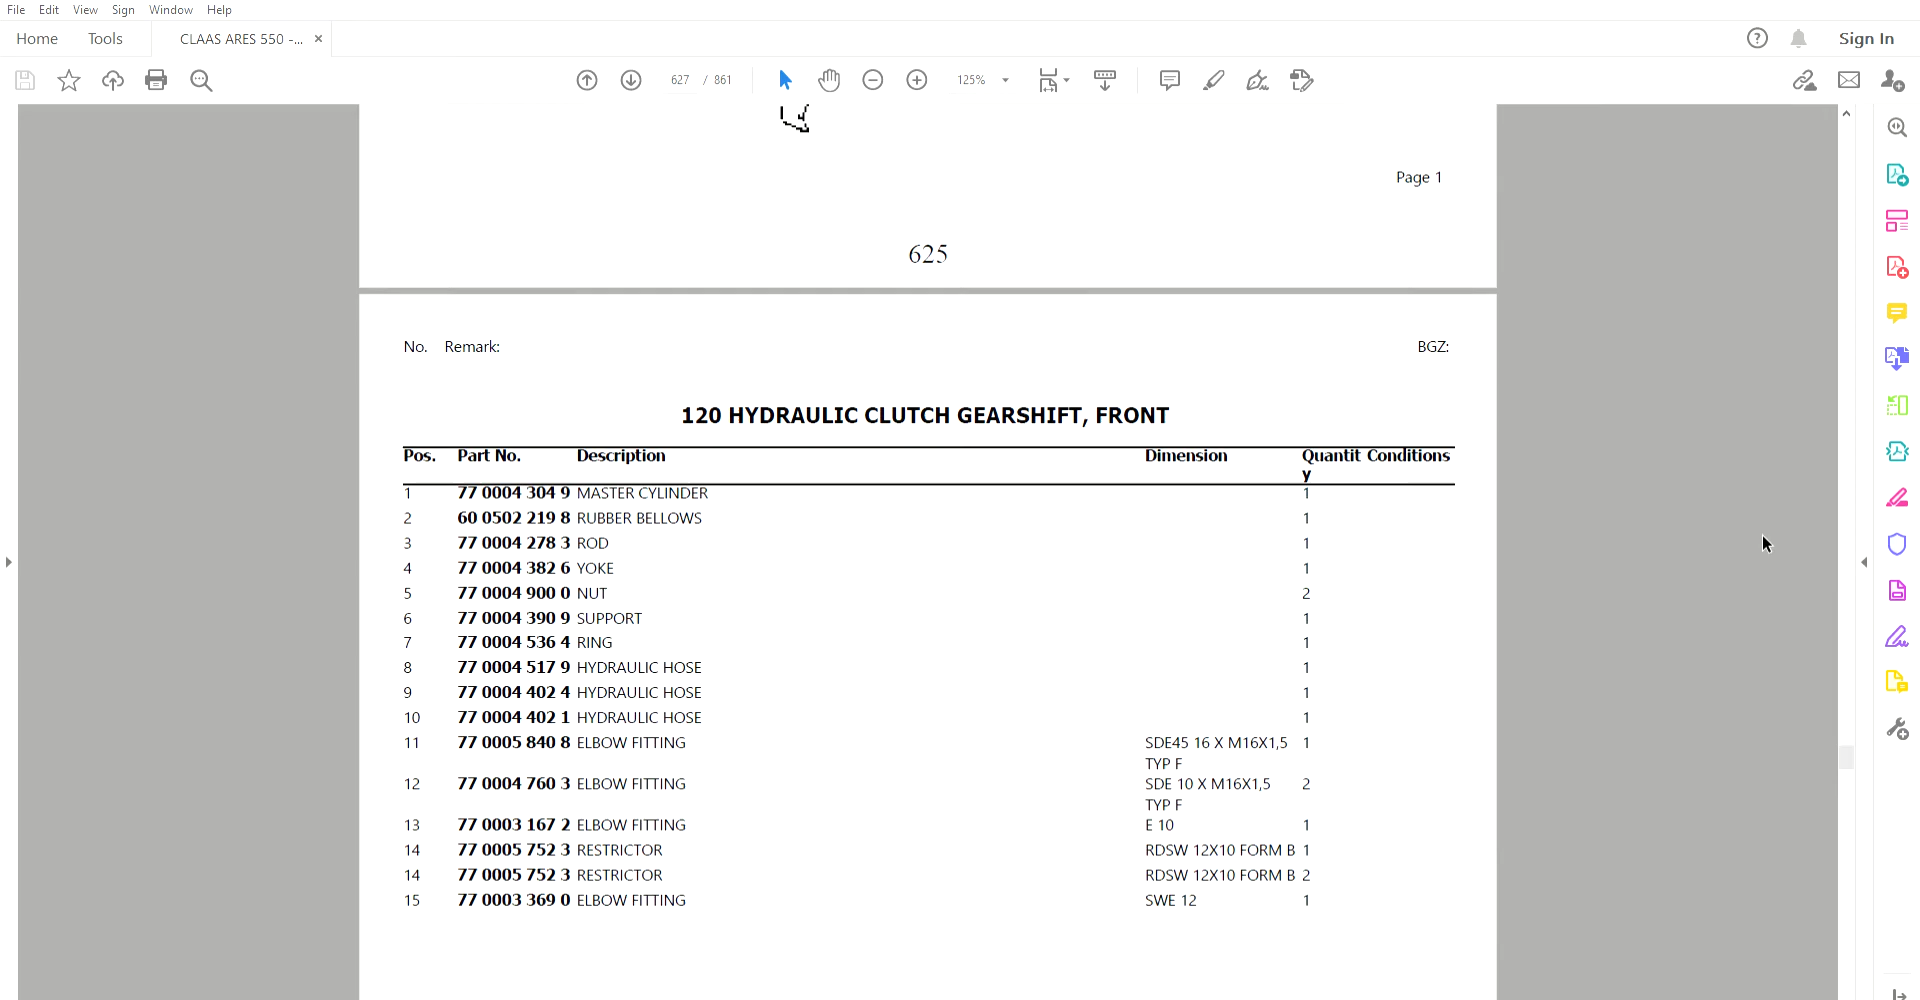 File Edit View Sign Window Help
Home Tools CLAAS ARES 550 -... × Sign In
627 / 861 125%
Page 1
625
No. Remark: BGZ:
120 HYDRAULIC CLUTCH GEARSHIFT, FRONT
Pos. Part No. Description Dimension Quantit Conditions
y
1 77 0004 304 9 MASTER CYLINDER 1
2 60 0502 219 8 RUBBER BELLOWS 1
3 77 0004 278 3 ROD 1
4 77 0004 382 6 YOKE 1
5 77 0004 900 0 NUT 2
6 77 0004 390 9 SUPPORT 1
7 77 0004 536 4 RING 1
8 77 0004 517 9 HYDRAULIC HOSE 1
9 77 0004 402 4 HYDRAULIC HOSE 1
10 77 0004 402 1 HYDRAULIC HOSE 1
11 77 0005 840 8 ELBOW FITTING SDE45 16 X M16X1,5 1
TYP F
12 77 0004 760 3 ELBOW FITTING SDE 10 X M16X1,5 2
TYP F
13 77 0003 167 2 ELBOW FITTING E 10 1
14 77 0005 752 3 RESTRICTOR RDSW 12X10 FORM B 1
14 77 0005 752 3 RESTRICTOR RDSW 12X10 FORM B 2
15 77 0003 369 0 ELBOW FITTING SWE 12 1